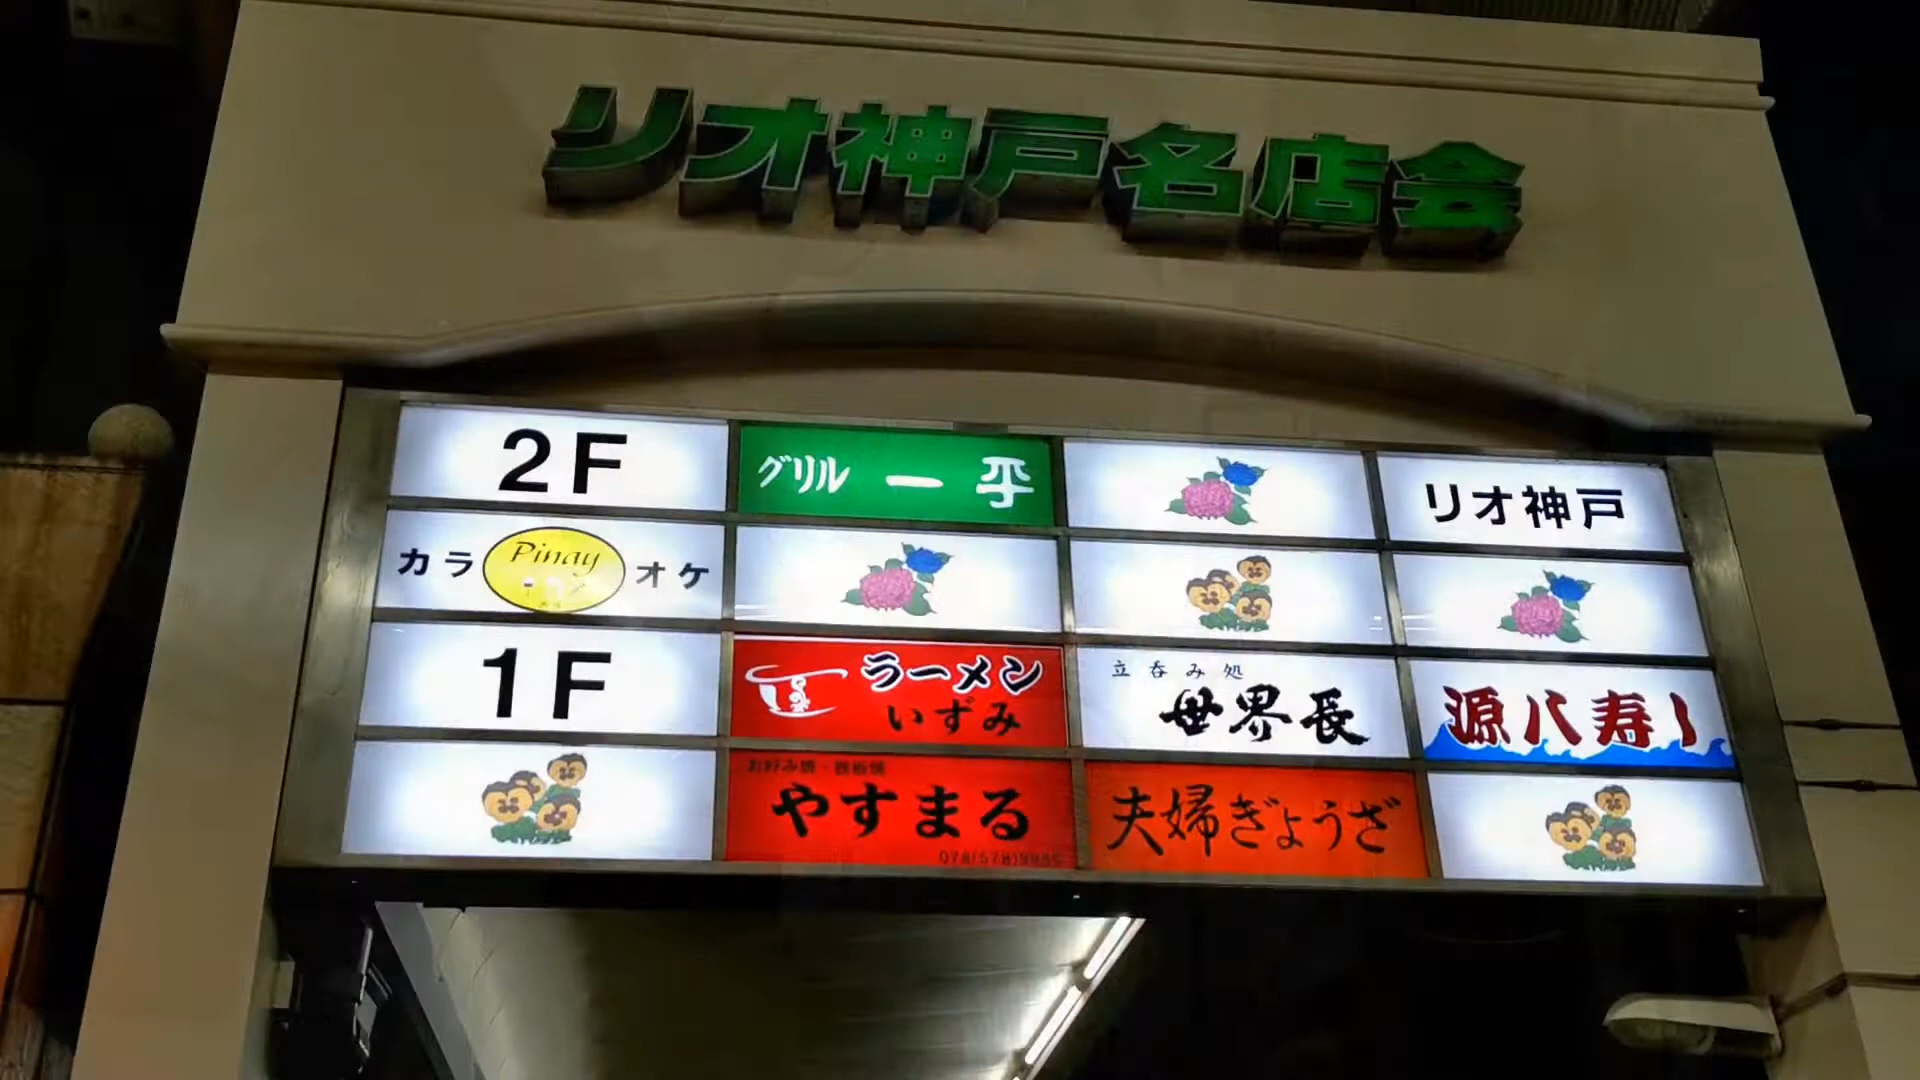 リオ神戸名店会
2F
グリル 一平
リオ神戸
カラ Pinay オケ
1F
ラーメン
いずみ
立呑み処
世界長
源八寿し
お好み焼・鉄板焼
やすまる
夫婦ぎょうざ